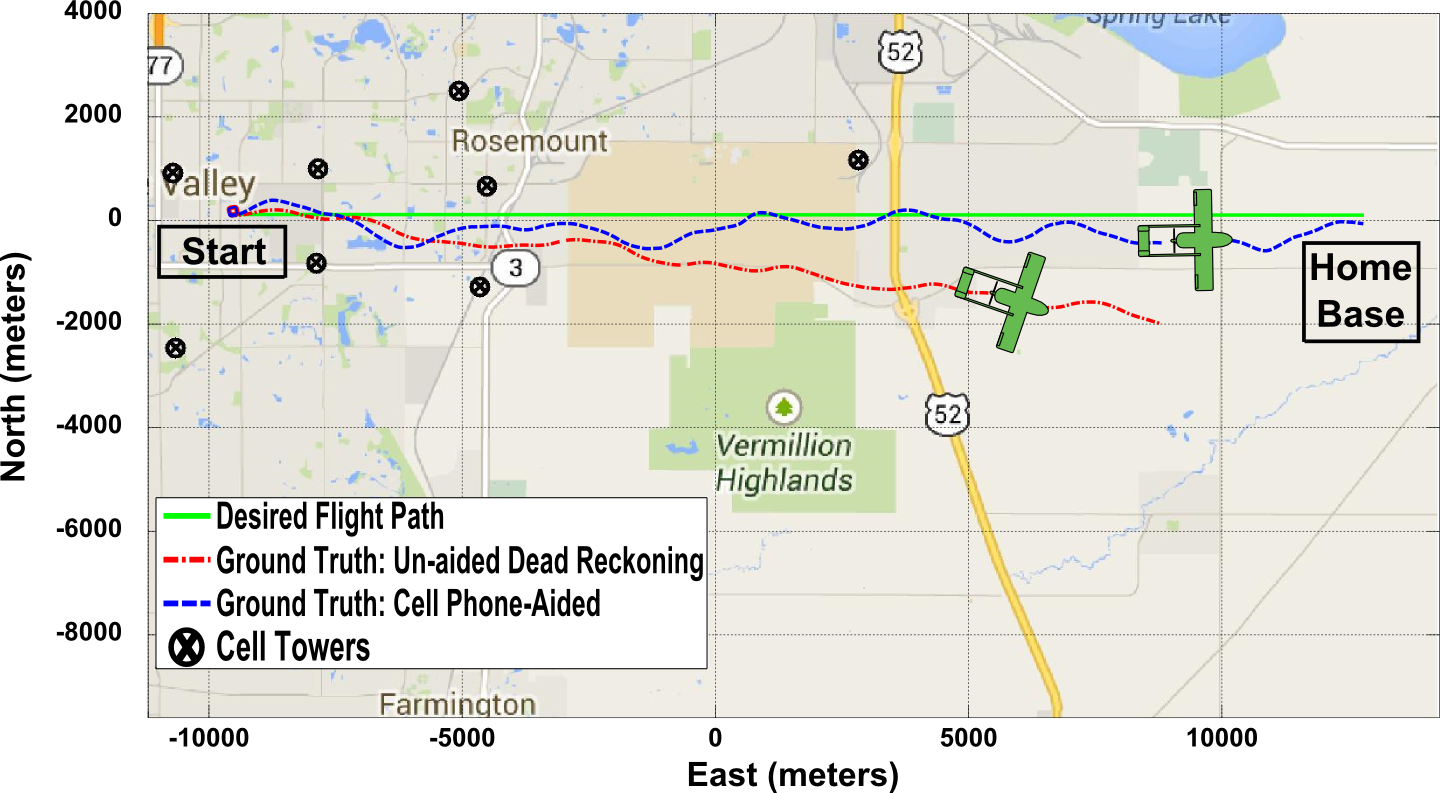 4000
2000
0
-2000
-4000
-6000
-8000
North (meters)
Spring Lake
77
52
Rosemount
Valley
Start
3
Home
Base
52
Vermillion
Highlands
Desired Flight Path
Ground Truth: Un-aided Dead Reckoning
Ground Truth: Cell Phone-Aided
Cell Towers
Farmington
-10000
-5000
0
5000
10000
East (meters)